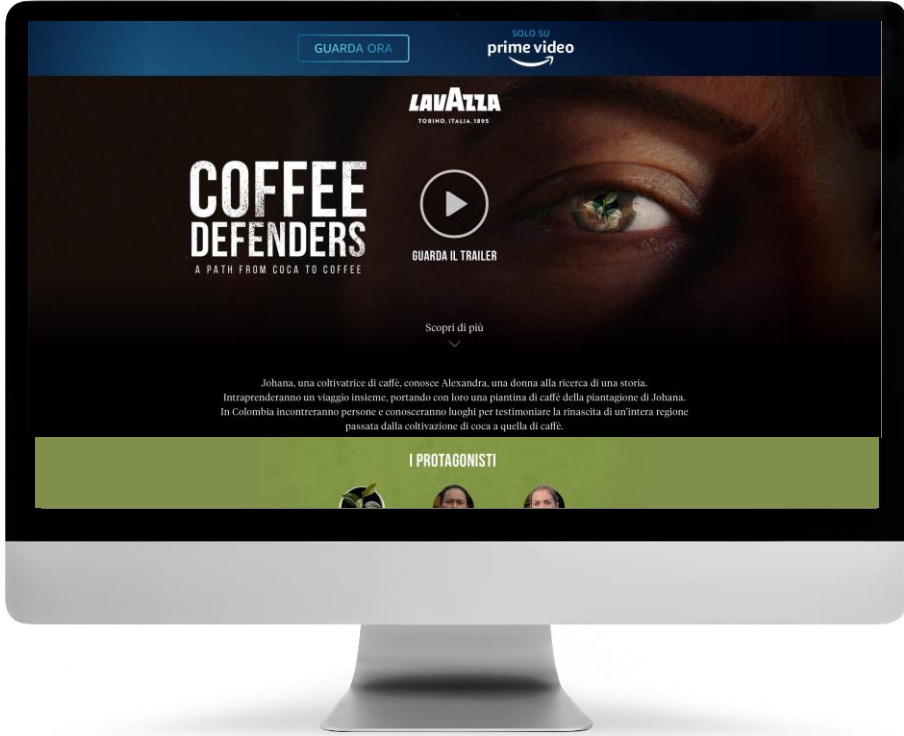 GUARDA ORA
SOLO SU
prime video
LAVAZZA
TORINO, ITALIA, 1895
COFFEE
DEFENDERS
A PATH FROM COCA TO COFFEE
GUARDA IL TRAILER
Scopri di più
Johana, una coltivatrice di caffè, conosce Alexandra, una donna alla ricerca di una storia.
Intraprenderanno un viaggio insieme, portando con loro una piantina di caffè della piantagione di Johana.
In Colombia incontreranno persone e conosceranno luoghi per testimoniare la rinascita di un'intera regione
passata dalla coltivazione di coca a quella di caffè.
I PROTAGONISTI